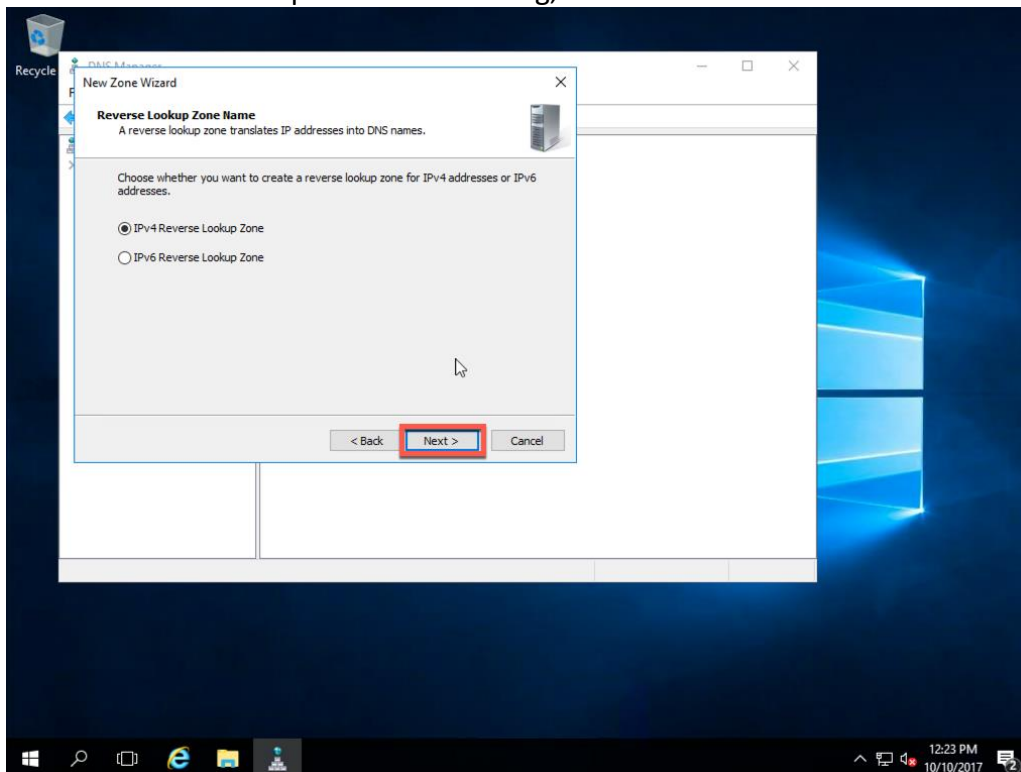 Recycle
DNS Manager
New Zone Wizard
Reverse Lookup Zone Name
A reverse lookup zone translates IP addresses into DNS names.
Choose whether you want to create a reverse lookup zone for IPv4 addresses or IPv6
addresses.
IPv4 Reverse Lookup Zone
IPv6 Reverse Lookup Zone
< Back Next > Cancel
12:23 PM
10/10/2017
2